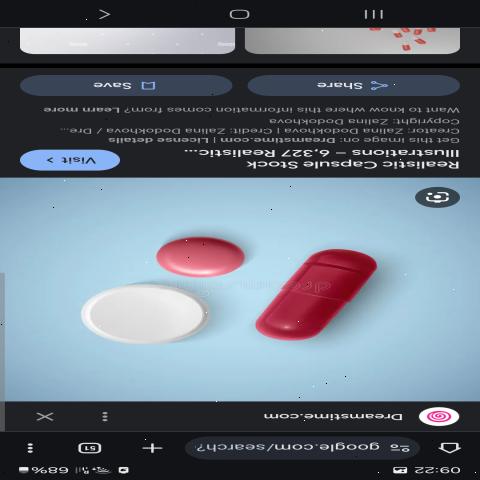 09:22
68%
google.com/search?
51
Dreamstime.com
dreamstime
Realistic Capsule Stock
Illustrations – 6,327 Realistic...
Visit >
Get this image on: Dreamstime.com | License details
Creator: Zalina Dodokhova | Credit: Zalina Dodokhova / Dre...
Copyright: Zalina Dodokhova
Want to know where this information comes from? Learn more
Share
Save